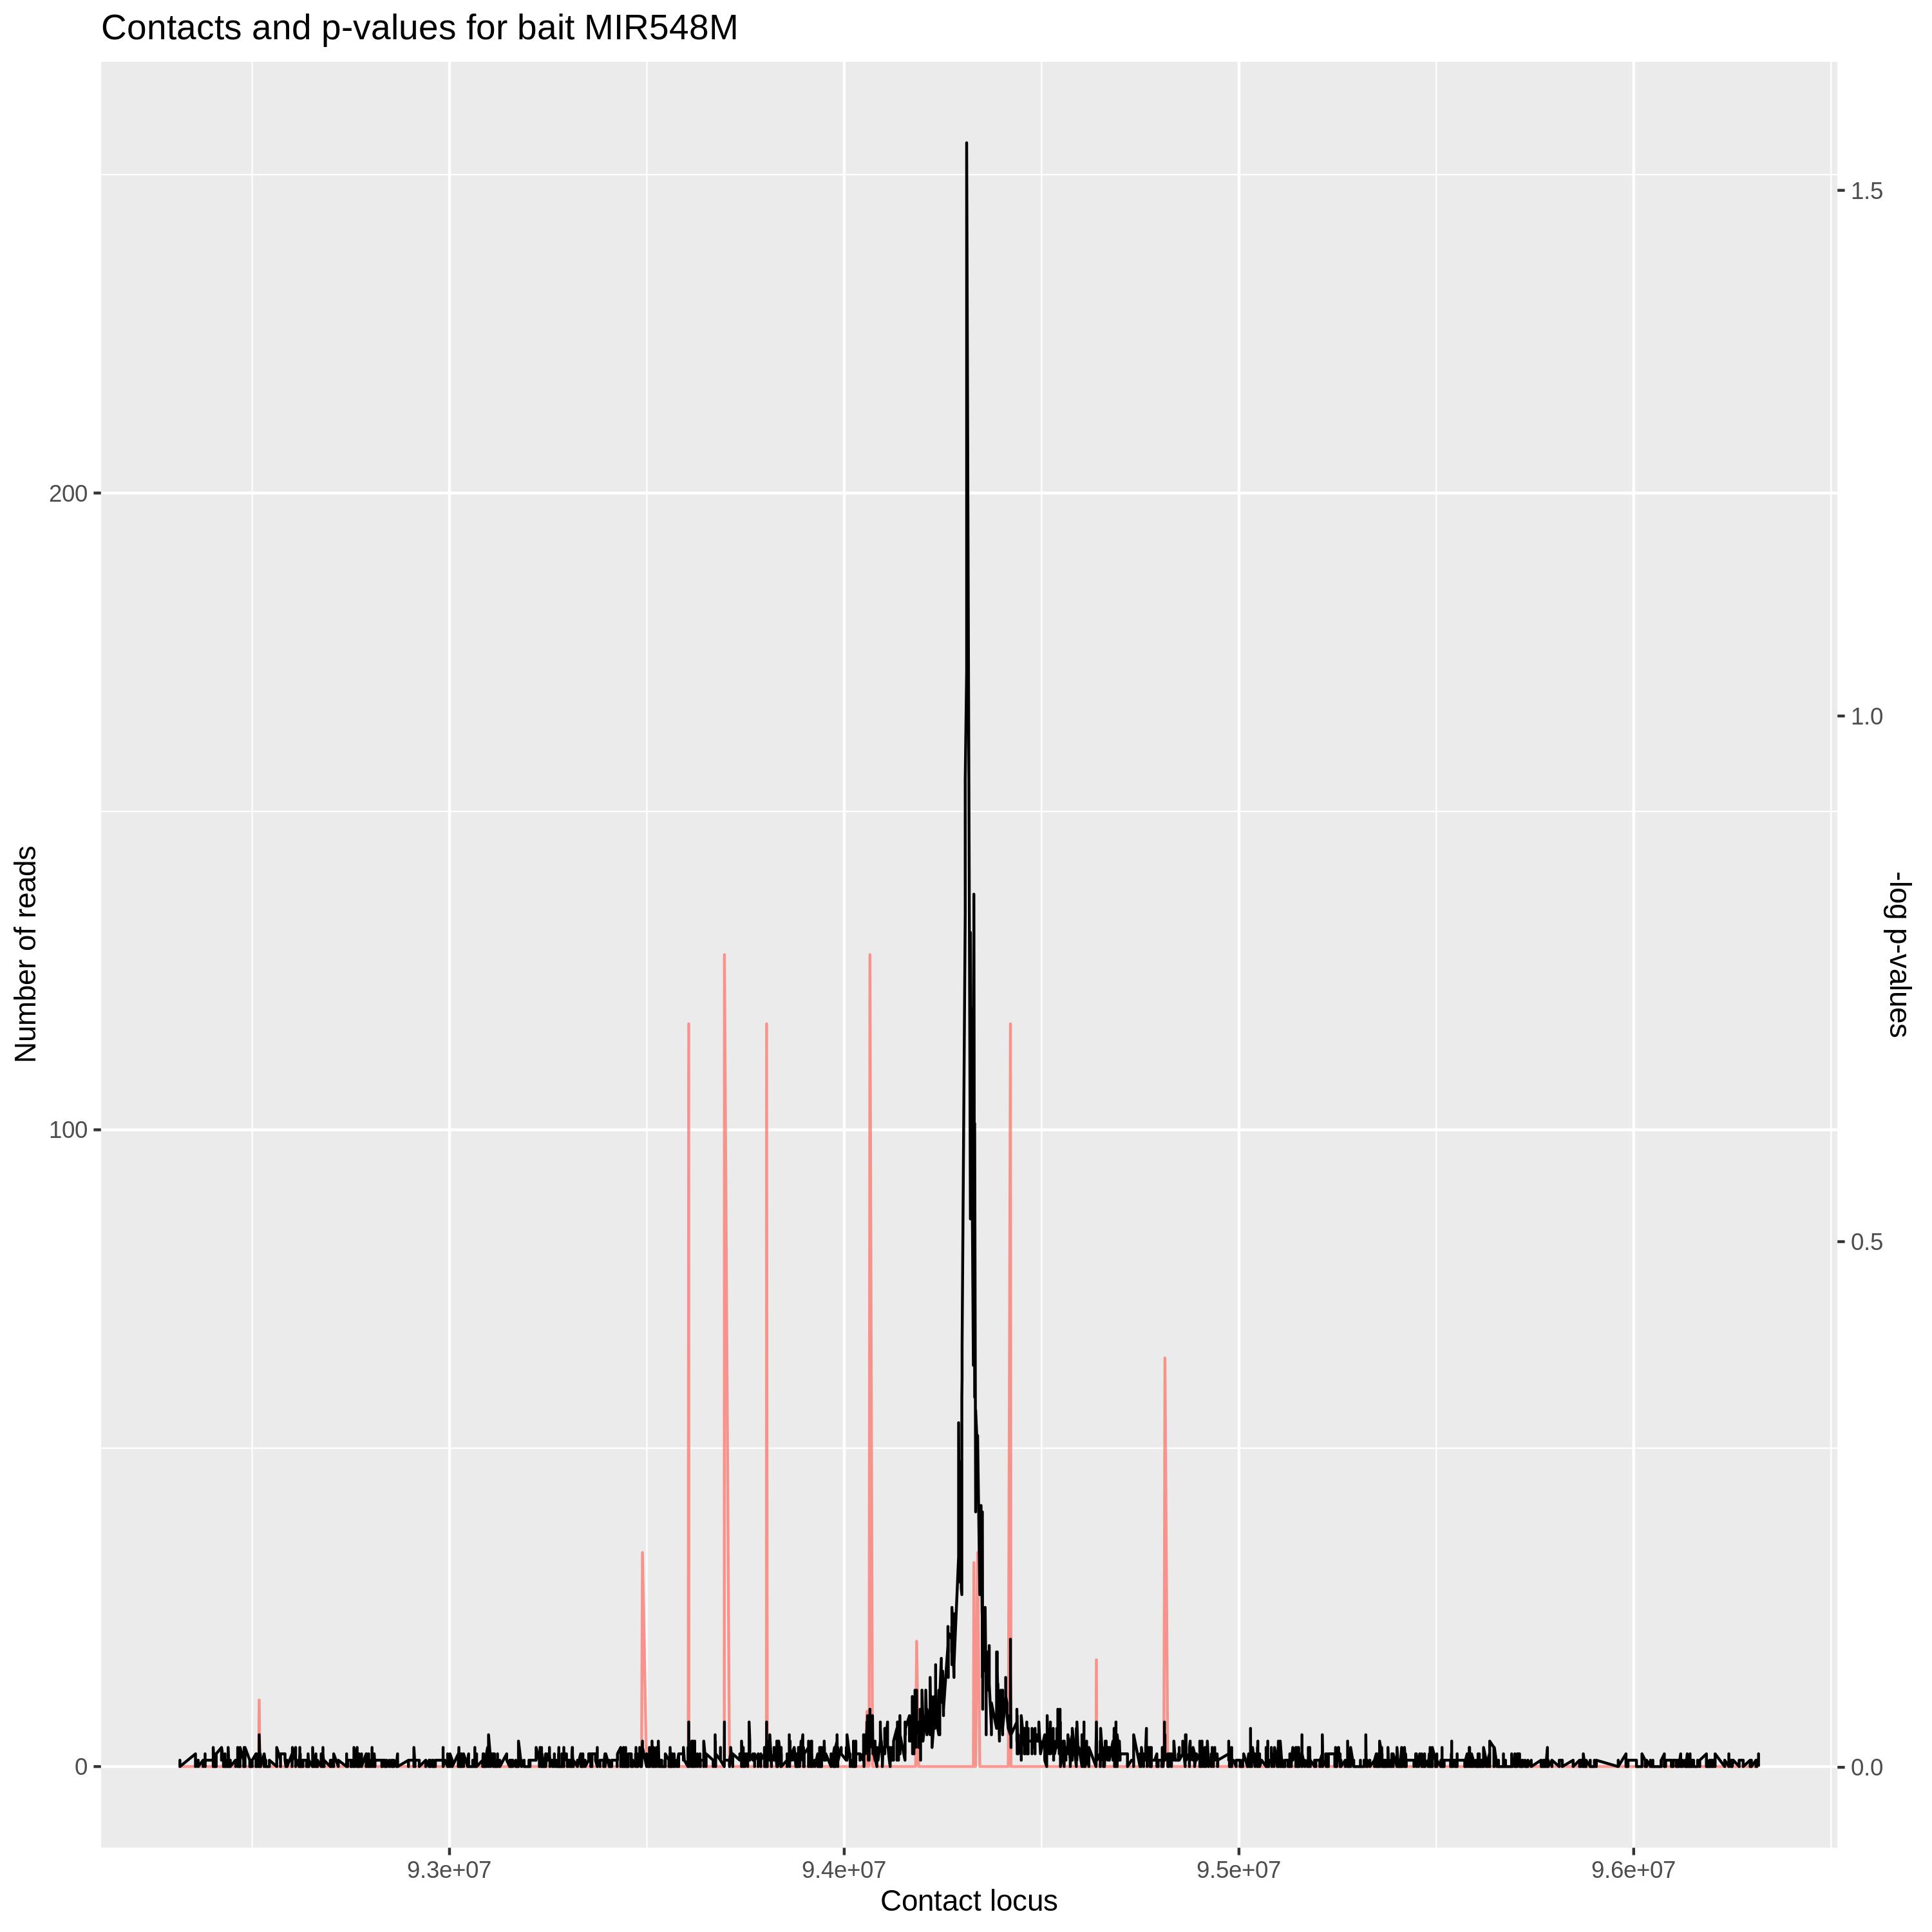 Contacts and p-values for bait MIR548M
Number of reads
200
100
0
1.5
1.0
0.5
0.0
-log p-values
9.3e+07 9.4e+07 9.5e+07 9.6e+07
Contact locus